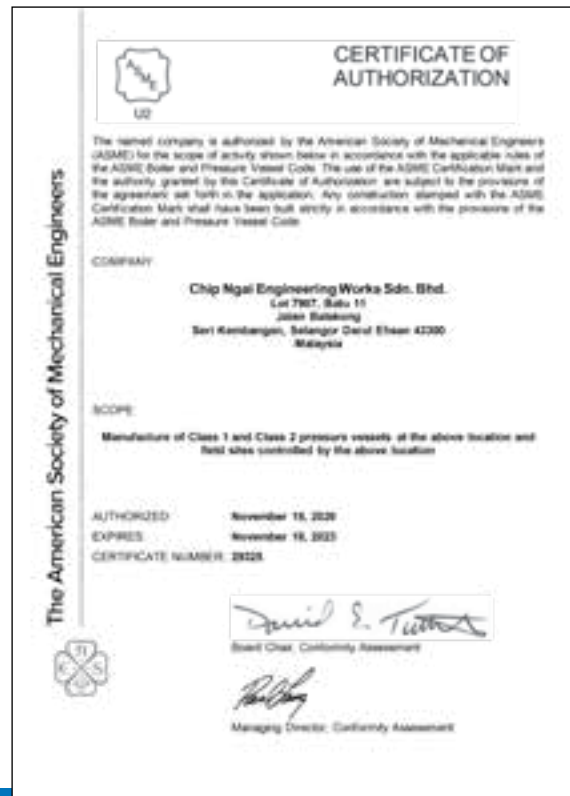 ASME
U2
CERTIFICATE OF
AUTHORIZATION
The named company is authorized by the American Society of Mechanical Engineers
(ASME) for the scope of activity shown below in accordance with the applicable rules of
the ASME Boiler and Pressure Vessel Code. The use of the ASME Certification Mark and
the authority granted by this Certificate of Authorization are subject to the provisions of
the agreement set forth in the application. Any construction stamped with the ASME
Certification Mark shall have been built strictly in accordance with the provisions of the
ASME Boiler and Pressure Vessel Code.
COMPANY
Chip Ngai Engineering Works Sdn. Bhd.
Lot 7907, Batu 11
Jalan Balakong
Seri Kembangan, Selangor Darul Ehsan 43300
Malaysia
SCOPE
Manufacture of Class 1 and Class 2 pressure vessels at the above location and
field sites controlled by the above location
AUTHORIZED: November 18, 2020
EXPIRES: November 18, 2023
CERTIFICATE NUMBER:
Board Chair, Conformity Assessment
Managing Director, Conformity Assessment
The American Society of Mechanical Engineers